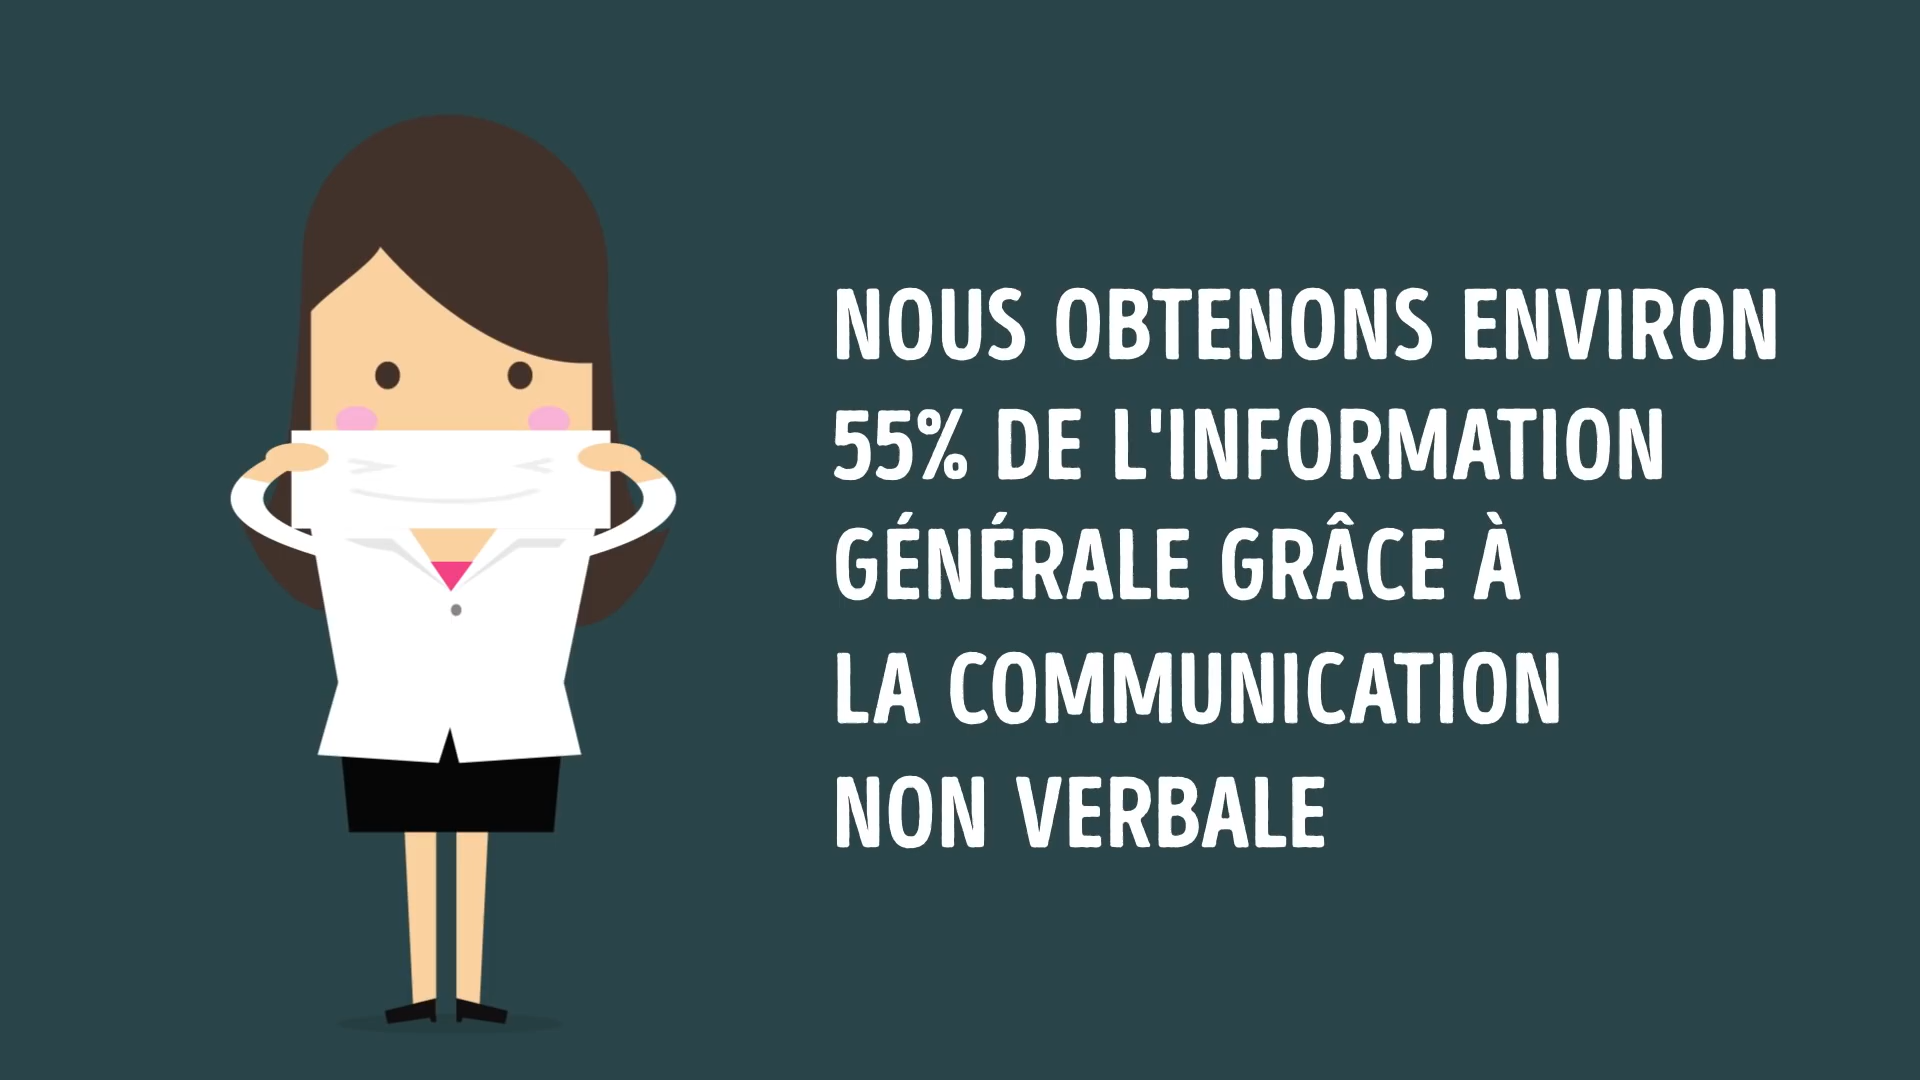 NOUS OBTENONS ENVIRON
55% DE L'INFORMATION
GÉNÉRALE GRÂCE À
LA COMMUNICATION
NON VERBALE